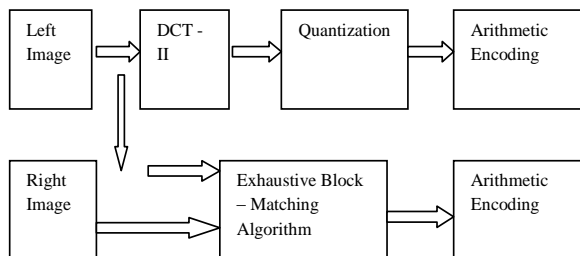 Left
Image
DCT -
II
Quantization
Arithmetic
Encoding
Right
Image
Exhaustive Block
– Matching
Algorithm
Arithmetic
Encoding